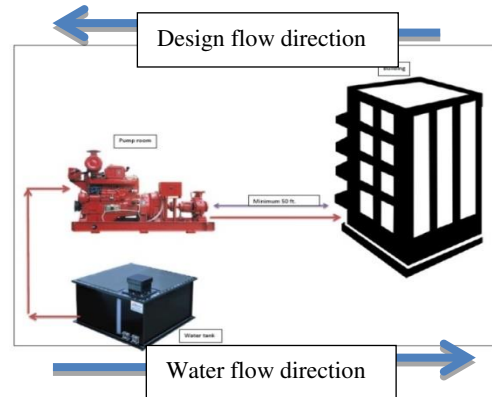 Design flow direction
Building
Pump room
Minimum 50 ft.
Water tank
Water flow direction